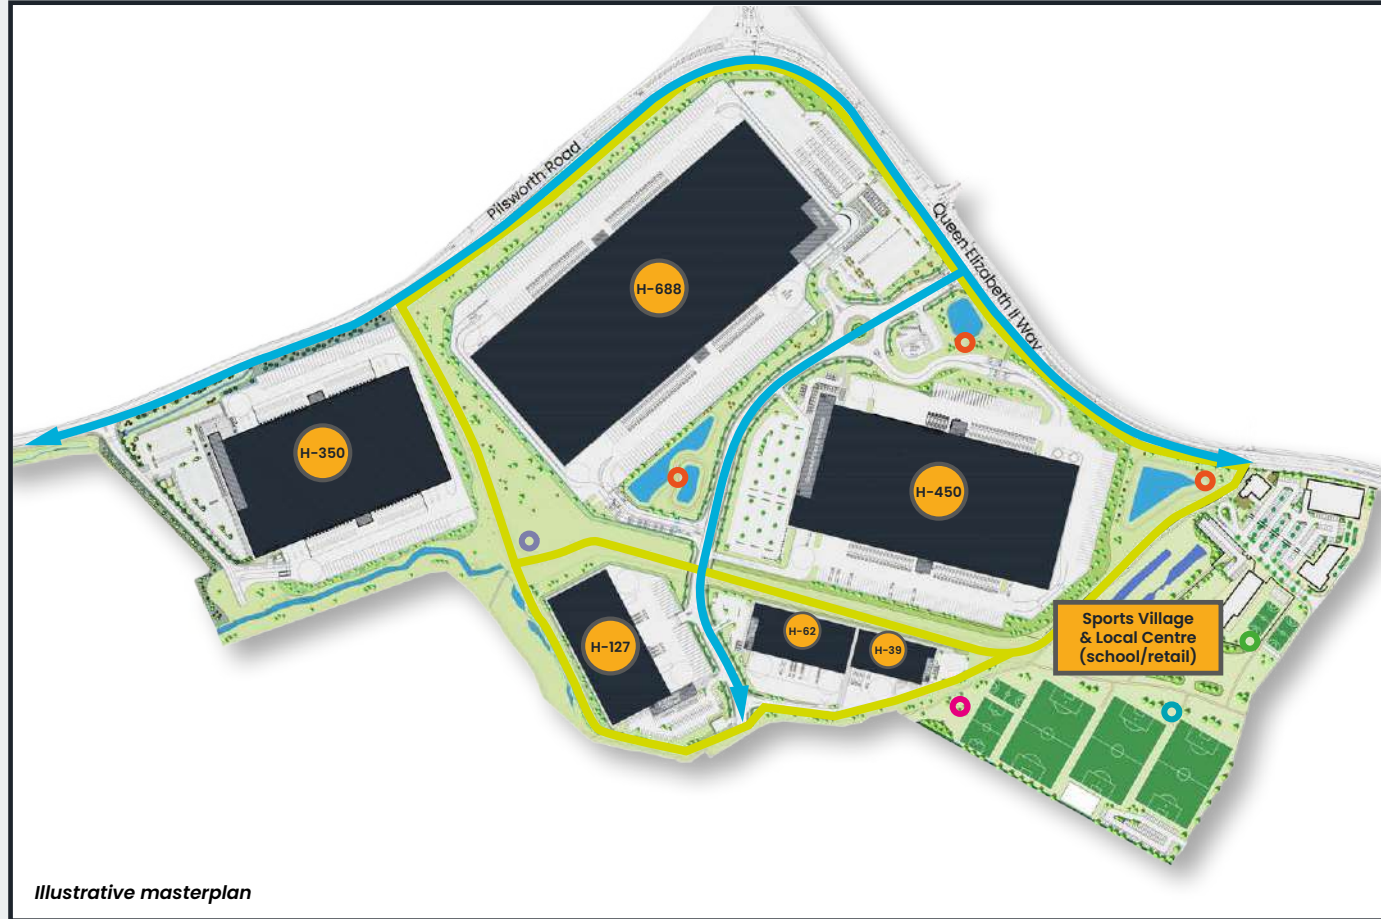 Pilsworth Road
Queen Elizabeth II Way
H-688
H-350
H-450
H-127
H-62
H-39
Sports Village
& Local Centre
(school/retail)
Illustrative masterplan